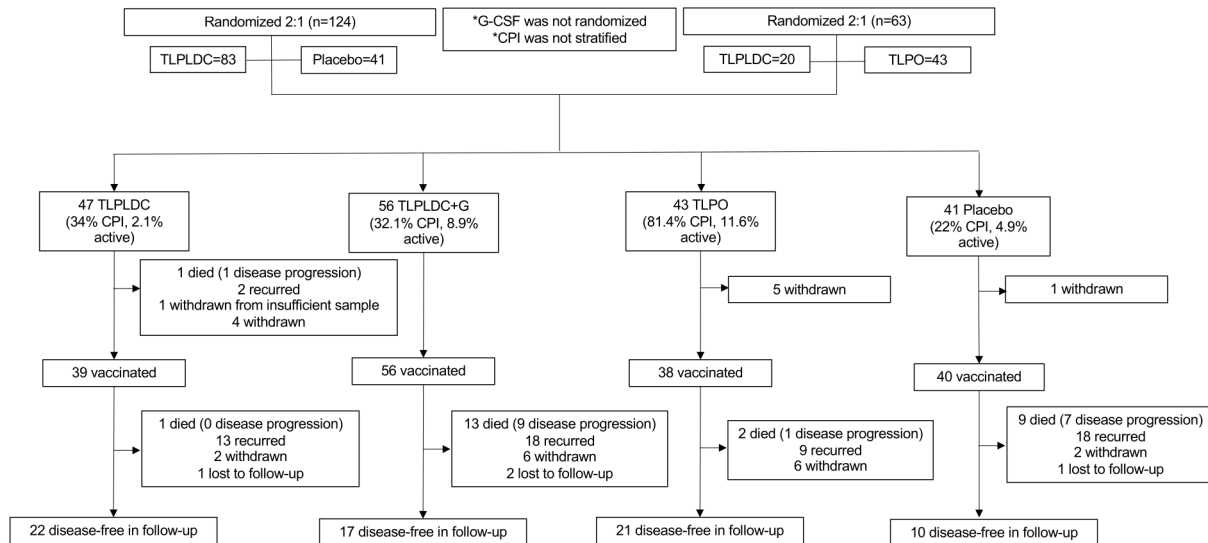 Randomized 2:1 (n=124)
*G-CSF was not randomized
*CPI was not stratified
Randomized 2:1 (n=63)
TLPLDC=83
Placebo=41
TLPLDC=20
TLPO=43
47 TLPLDC
(34% CPI, 2.1%
active)
56 TLPLDC+G
(32.1% CPI, 8.9%
active)
43 TLPO
(81.4% CPI, 11.6%
active)
41 Placebo
(22% CPI, 4.9%
active)
1 died (1 disease progression)
2 recurred
1 withdrawn from insufficient sample
4 withdrawn
5 withdrawn
1 withdrawn
39 vaccinated
56 vaccinated
38 vaccinated
40 vaccinated
1 died (0 disease progression)
13 recurred
2 withdrawn
1 lost to follow-up
13 died (9 disease progression)
18 recurred
6 withdrawn
2 lost to follow-up
2 died (1 disease progression)
9 recurred
6 withdrawn
9 died (7 disease progression)
18 recurred
2 withdrawn
1 lost to follow-up
22 disease-free in follow-up
17 disease-free in follow-up
21 disease-free in follow-up
10 disease-free in follow-up